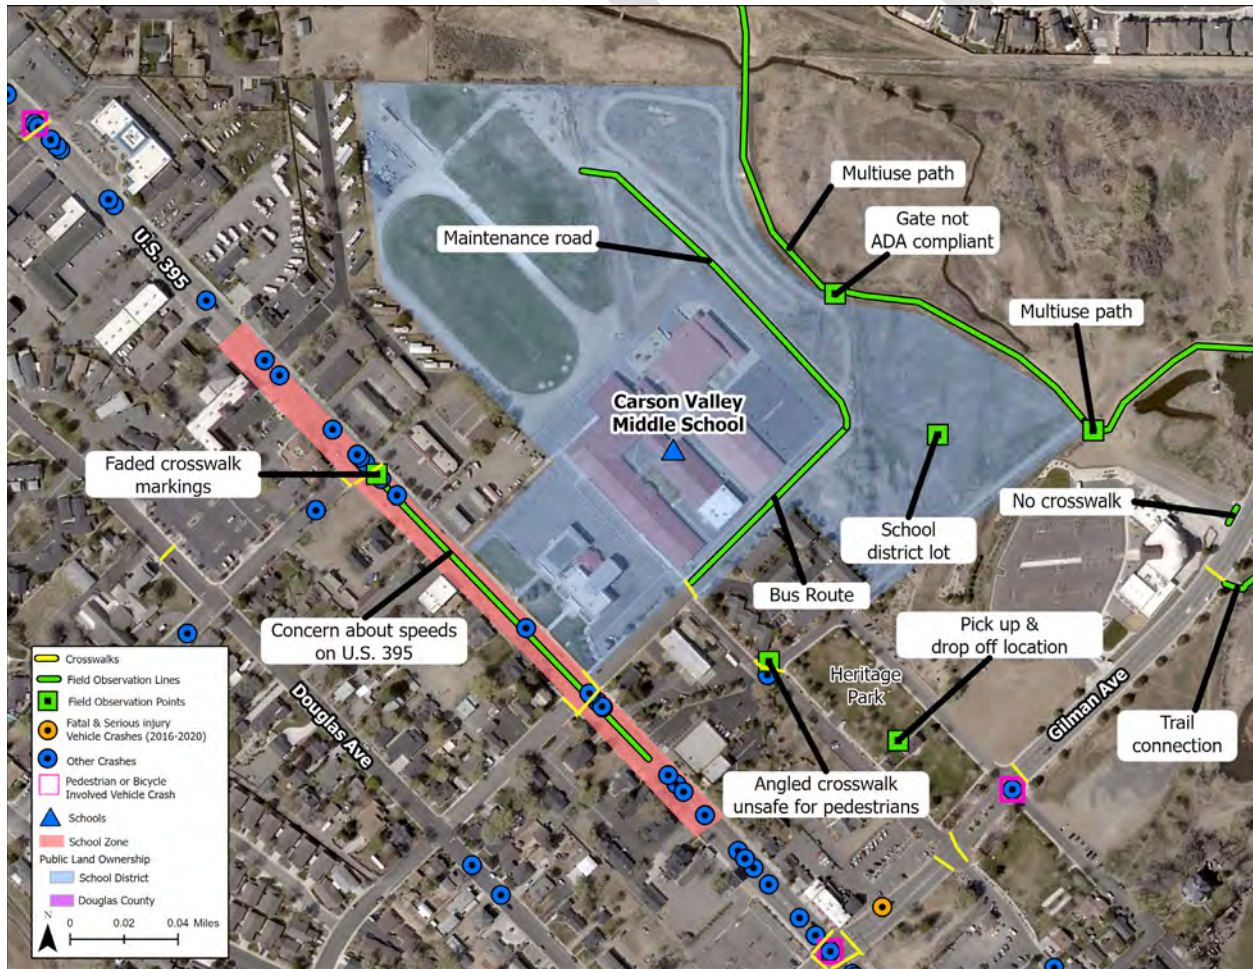 Multiuse path
Gate not
ADA compliant
Maintenance road
U.S. 395
Multiuse path
Carson Valley
Middle School
Faded crosswalk
markings
No crosswalk
School
district lot
Bus Route
Concern about speeds
on U.S. 395
Pick up &
drop off location
Heritage
Park
Gilman Ave
Trail
connection
Douglas Ave
Angled crosswalk
unsafe for pedestrians
Crosswalks
Field Observation Lines
Field Observation Points
Fatal & Serious injury
Vehicle Crashes (2016-2020)
Other Crashes
Pedestrian or Bicycle
Involved Vehicle Crash
Schools
School Zone
Public Land Ownership
School District
Douglas County
N
0 0.02 0.04 Miles